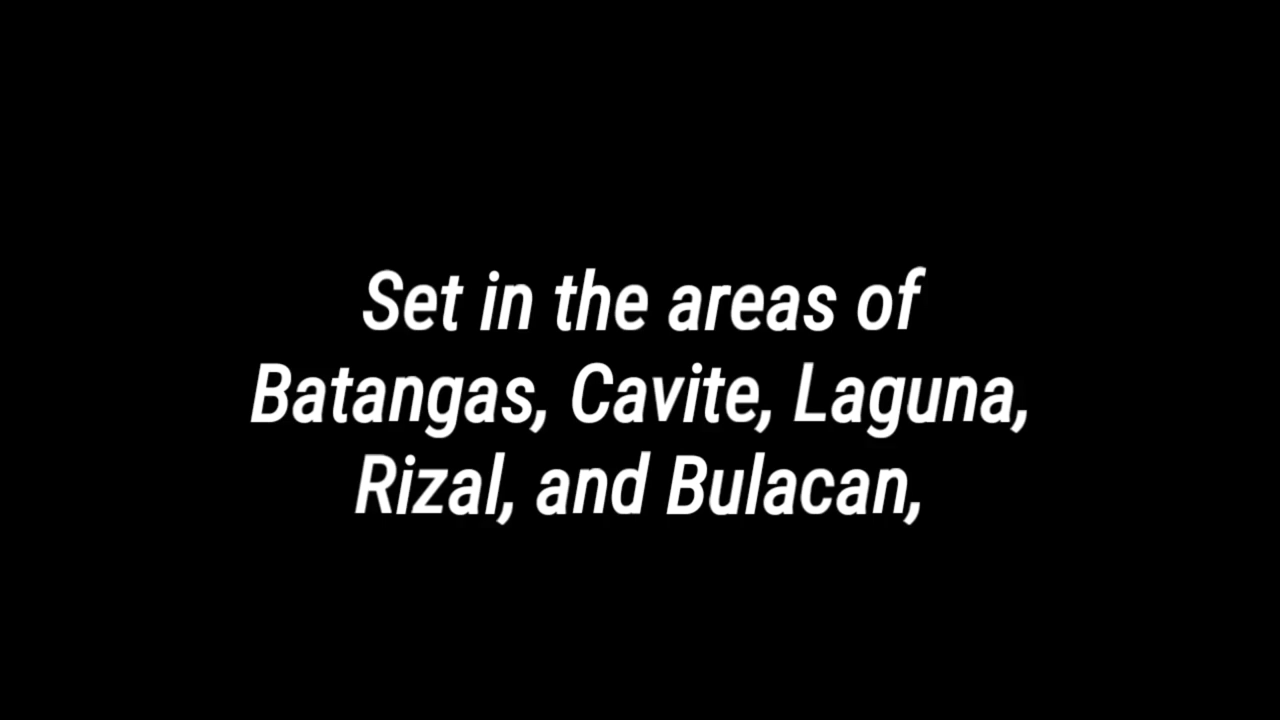 Set in the areas of
Batangas, Cavite, Laguna,
Rizal, and Bulacan,